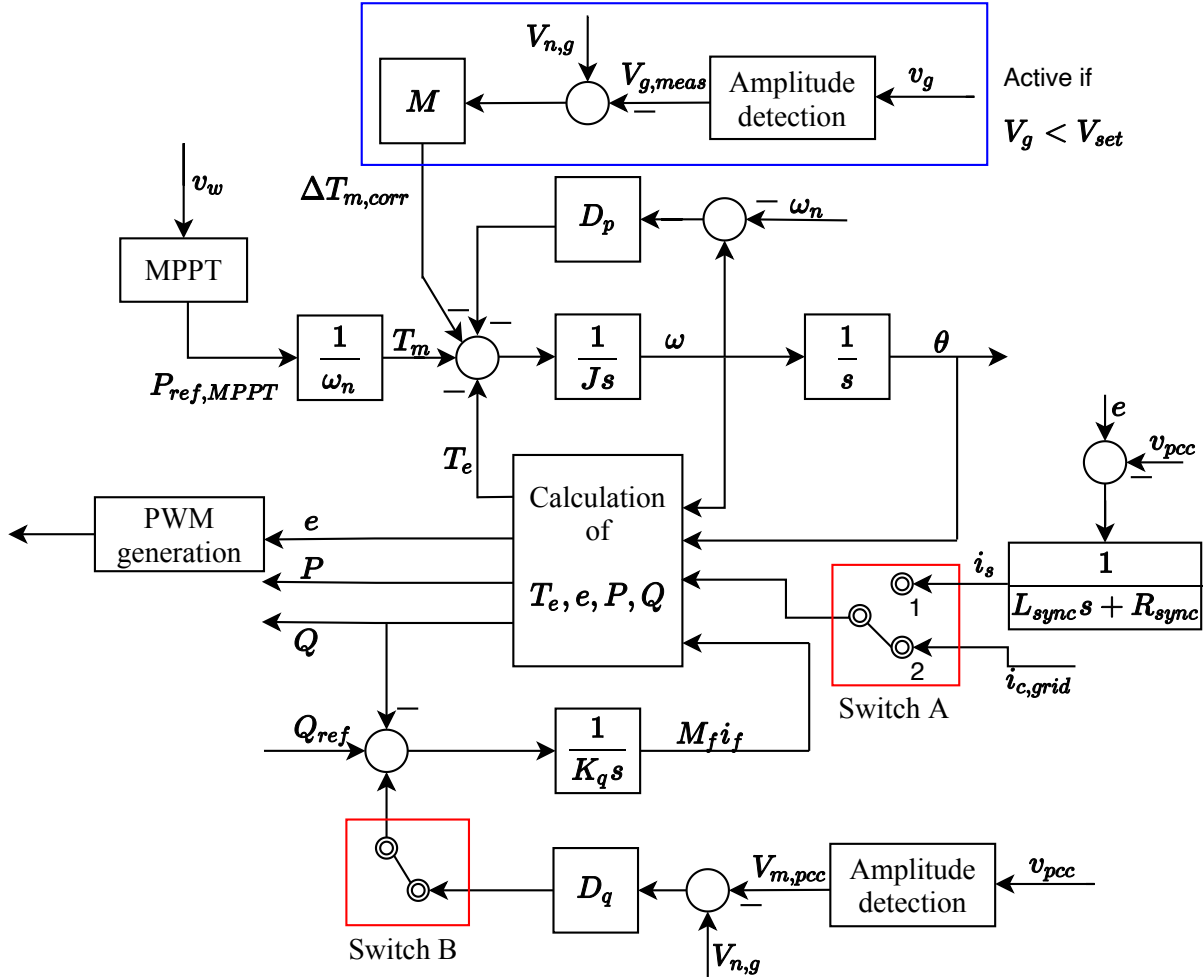 V_{n,g}
M
−
V_{g,meas}
Amplitude
detection
v_g
Active if
V_g < V_{set}
v_w
ΔT_{m,corr}
D_p
−
− ω_n
MPPT
P_{ref,MPPT}
1
ω_n
T_m
−
−
−
1
Js
ω
1
s
θ
e
v_{pcc}
−
T_e
Calculation
of
T_e, e, P, Q
PWM
generation
e
P
Q
i_s
1
L_{sync}s + R_{sync}
1
2
i_{c,grid}
Switch A
Q_{ref}
−
1
K_q s
M_f i_f
Switch B
D_q
V_{m,pcc}
−
V_{n,g}
Amplitude
detection
v_{pcc}